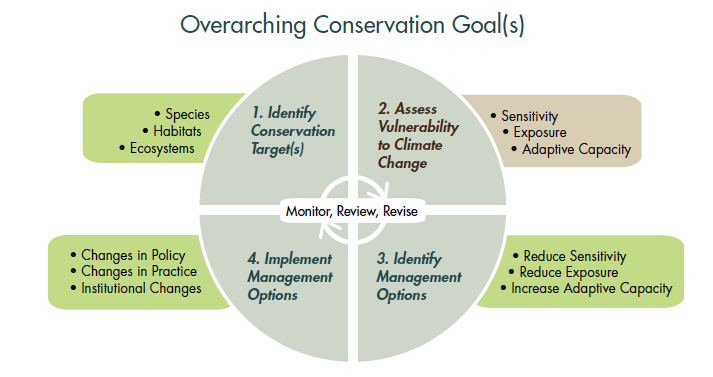 Overarching Conservation Goal(s)
• Species
• Habitats
• Ecosystems
1. Identify
Conservation
Target(s)
2. Assess
Vulnerability
to Climate
Change
• Sensitivity
• Exposure
• Adaptive Capacity
Monitor, Review, Revise
• Changes in Policy
• Changes in Practice
• Institutional Changes
4. Implement
Management
Options
3. Identify
Management
Options
• Reduce Sensitivity
• Reduce Exposure
• Increase Adaptive Capacity